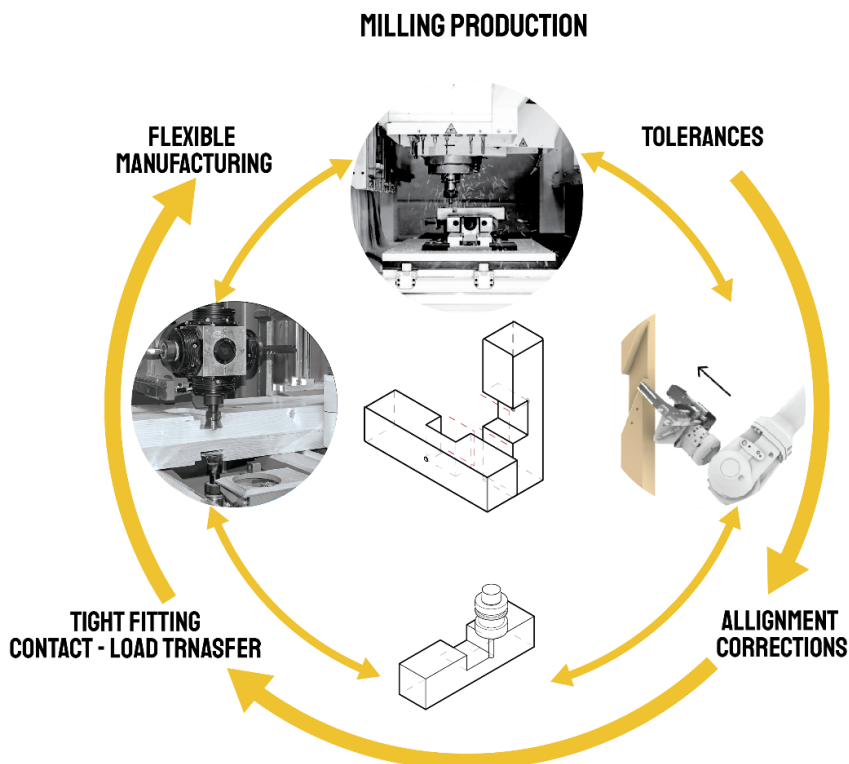 MILLING PRODUCTION
FLEXIBLE
MANUFACTURING
TOLERANCES
TIGHT FITTING
CONTACT - LOAD TRNASFER
ALLIGNMENT
CORRECTIONS